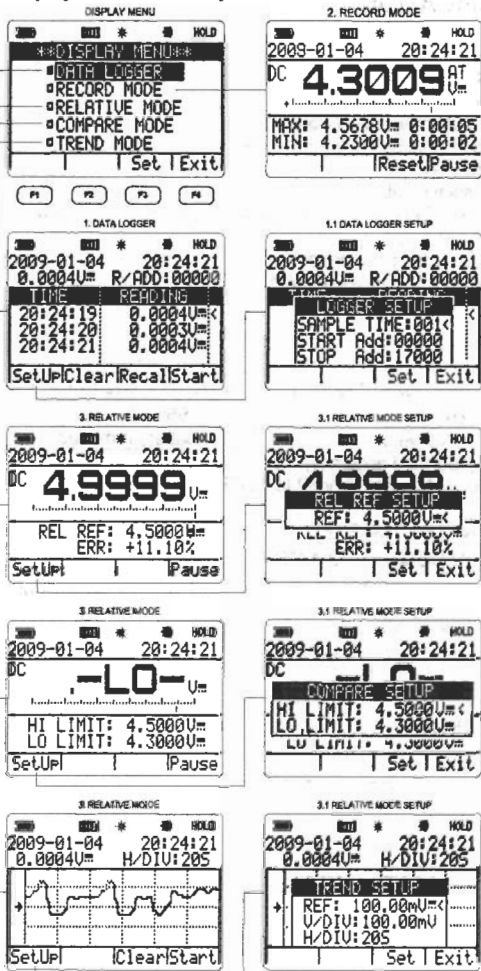 DISPLAY MENU
HOLD
**DISPLAY MENU**
DATA LOGGER
RECORD MODE
RELATIVE MODE
COMPARE MODE
TREND MODE
Set Exit
F1 F2 F3 F4
2. RECORD MODE
HOLD
2009-01-04 20:24:21
DC 4.3009 AT V
MAX: 4.5678V 0:00:05
MIN: 4.2300V 0:00:02
Reset Pause
1. DATA LOGGER
HOLD
2009-01-04 20:24:21
0.0004V R/ADD:00000
TIME READING
20:24:19 0.0004V <
20:24:20 0.0003V
20:24:21 0.0004V
SetUp Clear Recal Start
1.1 DATA LOGGER SETUP
HOLD
2009-01-04 20:24:21
0.0004V R/ADD:00000
LOGGER SETUP
SAMPLE TIME:001<
START Add:00000
STOP Add:17000
Set Exit
3. RELATIVE MODE
HOLD
2009-01-04 20:24:21
DC 4.9999 V
REL REF: 4.5000
ERR: +11.10%
SetUp Pause
3.1 RELATIVE MODE SETUP
HOLD
2009-01-04 20:24:21
DC
REL REF SETUP
REF: 4.5000V <
ERR: +11.10%
Set Exit
3. RELATIVE MODE
HOLD
2009-01-04 20:24:21
DC .-LO- V
HI LIMIT: 4.5000V
LO LIMIT: 4.3000V
SetUp Pause
3.1 RELATIVE MODE SETUP
HOLD
2009-01-04 20:24:21
DC
COMPARE SETUP
HI LIMIT: 4.5000V <
LO LIMIT: 4.3000V
Set Exit
3. RELATIVE MODE
HOLD
2009-01-04 20:24:21
0.0004V H/DIV:20S
SetUp Clear Start
3.1 RELATIVE MODE SETUP
HOLD
2009-01-04 20:24:21
0.0004V H/DIV:20S
TREND SETUP
REF: 100.00mV <
V/DIV:100.00mV
H/DIV:20S
Set Exit